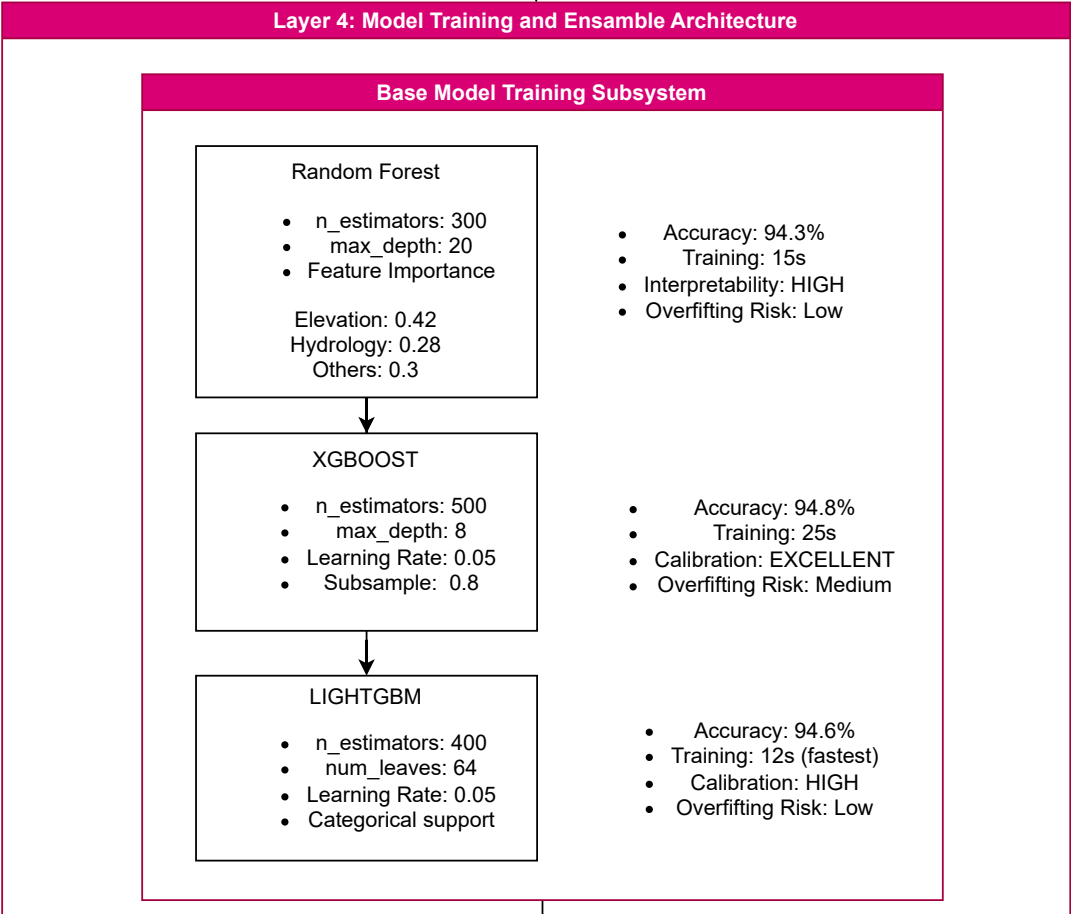 Layer 4: Model Training and Ensamble Architecture
Base Model Training Subsystem
Random Forest
• n_estimators: 300
• max_depth: 20
• Feature Importance
Elevation: 0.42
Hydrology: 0.28
Others: 0.3
• Accuracy: 94.3%
• Training: 15s
• Interpretability: HIGH
• Overfifting Risk: Low
XGBOOST
• n_estimators: 500
• max_depth: 8
• Learning Rate: 0.05
• Subsample: 0.8
• Accuracy: 94.8%
• Training: 25s
• Calibration: EXCELLENT
• Overfifting Risk: Medium
LIGHTGBM
• n_estimators: 400
• num_leaves: 64
• Learning Rate: 0.05
• Categorical support
• Accuracy: 94.6%
• Training: 12s (fastest)
• Calibration: HIGH
• Overfifting Risk: Low